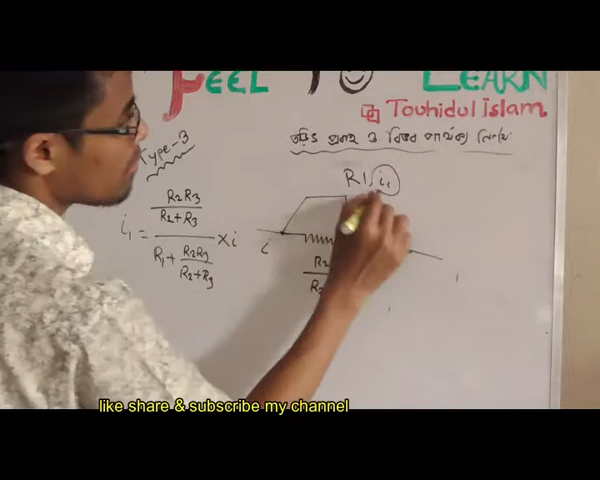 FEEL TO LEARN
Touhidul Islam
Type-3
তড়িৎ প্রবাহ ও বিভব পার্থক্য নির্ণয়
R1, i₁
i₁ = (R₂R₃ / R₂+R₃) / (R₁ + R₂R₃ / R₂+R₃) × i
i
R₂
like share & subscribe my channel